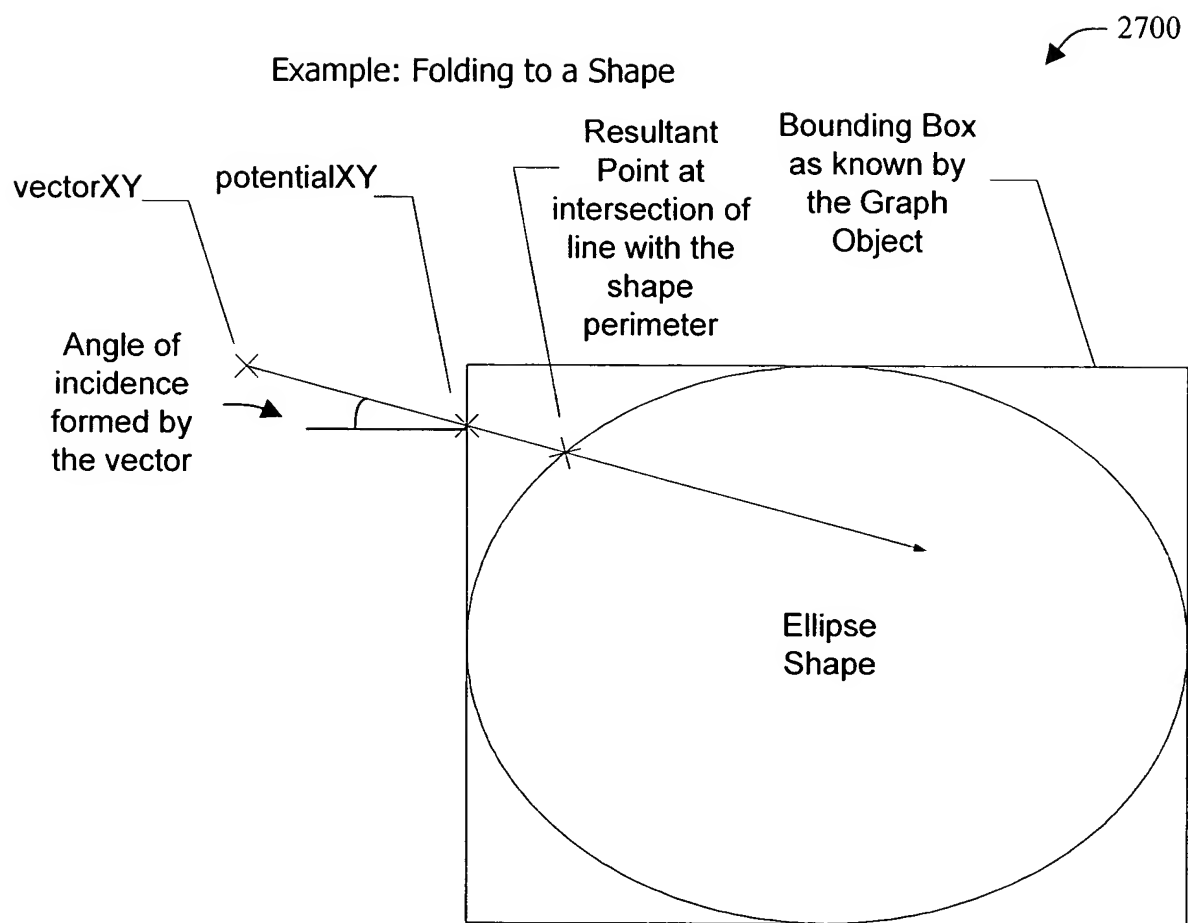 2700
Example: Folding to a Shape
vectorXY
potentialXY
Resultant
Point at
intersection of
line with the
shape
perimeter
Bounding Box
as known by
the Graph
Object
Angle of
incidence
formed by
the vector
Ellipse
Shape